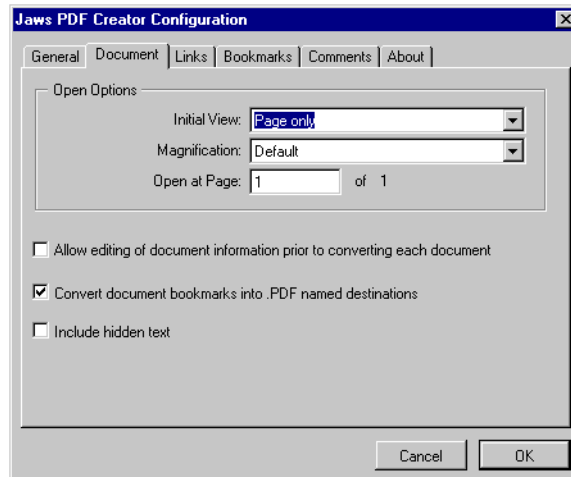 Jaws PDF Creator Configuration
General Document Links Bookmarks Comments About
Open Options
Initial View: Page only
Magnification: Default
Open at Page: 1 of 1
Allow editing of document information prior to converting each document
Convert document bookmarks into .PDF named destinations
Include hidden text
Cancel OK